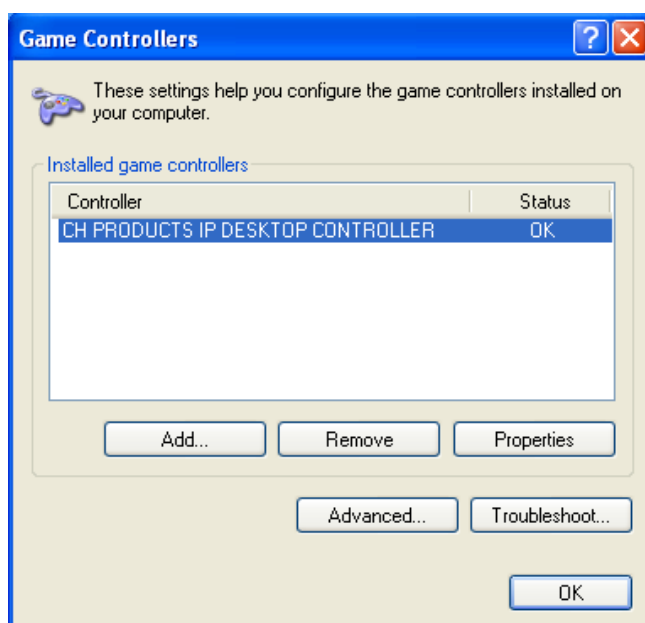 Game Controllers
?
These settings help you configure the game controllers installed on
your computer.
Installed game controllers
Controller Status
CH PRODUCTS IP DESKTOP CONTROLLER OK
Add... Remove Properties
Advanced... Troubleshoot...
OK